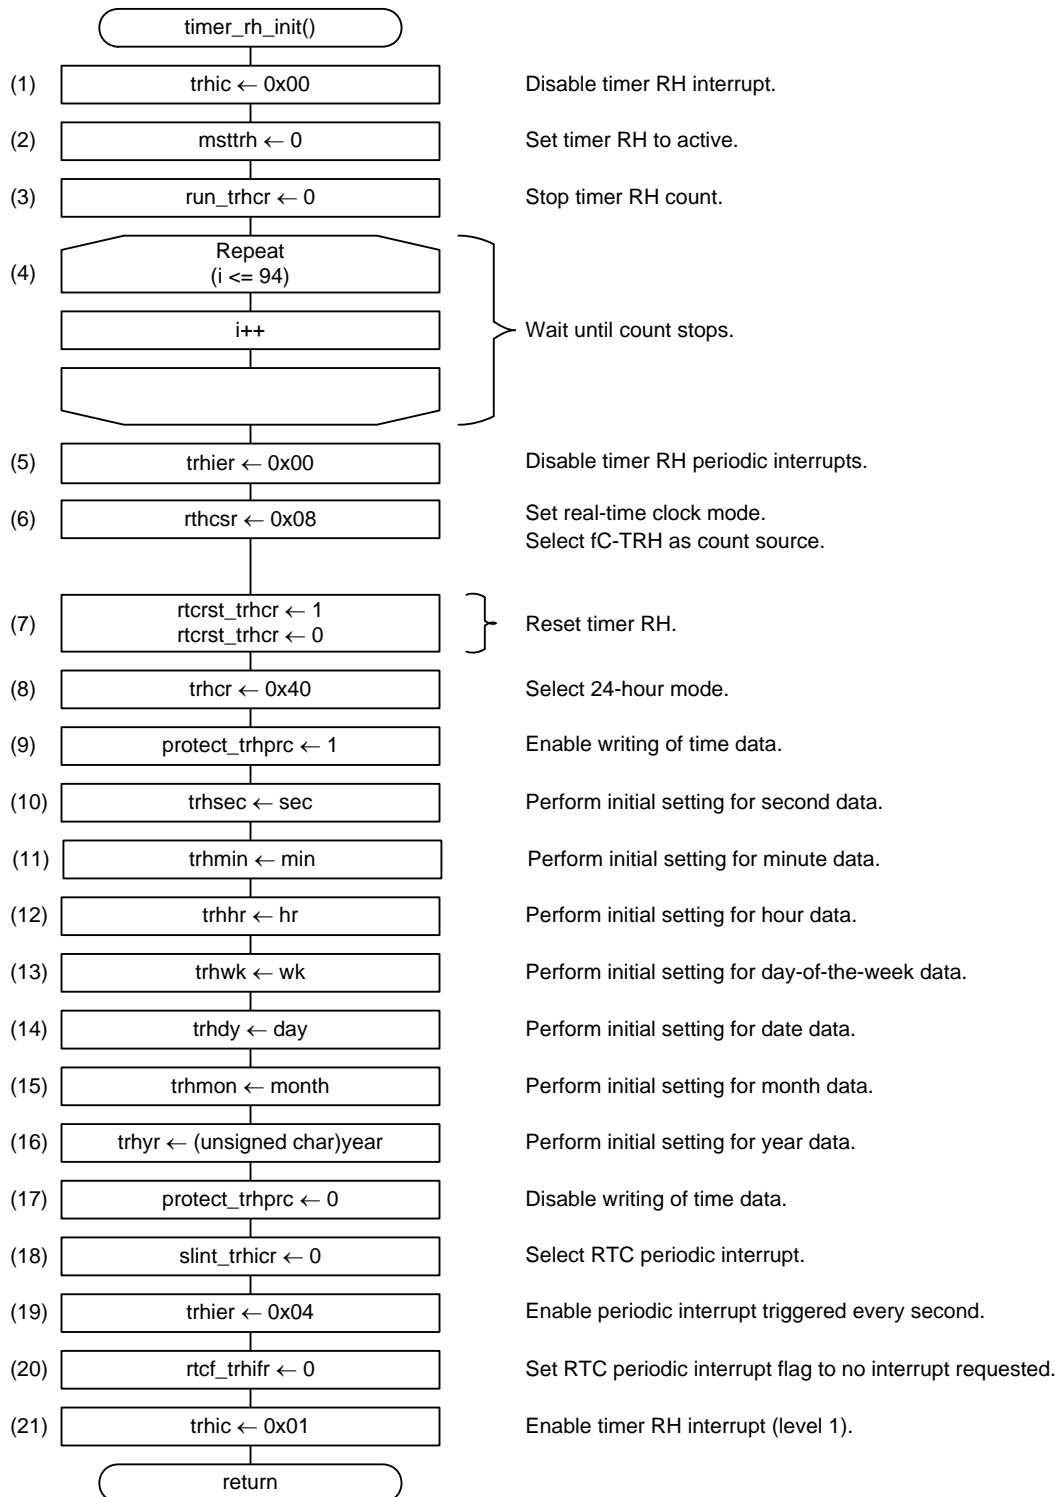 timer_rh_init()
(1) trhic ← 0x00 Disable timer RH interrupt.
(2) msttrh ← 0 Set timer RH to active.
(3) run_trhcr ← 0 Stop timer RH count.
(4) Repeat
(i <= 94)
i++ Wait until count stops.
(5) trhier ← 0x00 Disable timer RH periodic interrupts.
(6) rthcsr ← 0x08 Set real-time clock mode.
Select fC-TRH as count source.
(7) rtcrst_trhcr ← 1
rtcrst_trhcr ← 0 Reset timer RH.
(8) trhcr ← 0x40 Select 24-hour mode.
(9) protect_trhprc ← 1 Enable writing of time data.
(10) trhsec ← sec Perform initial setting for second data.
(11) trhmin ← min Perform initial setting for minute data.
(12) trhhr ← hr Perform initial setting for hour data.
(13) trhwk ← wk Perform initial setting for day-of-the-week data.
(14) trhdy ← day Perform initial setting for date data.
(15) trhmon ← month Perform initial setting for month data.
(16) trhyr ← (unsigned char)year Perform initial setting for year data.
(17) protect_trhprc ← 0 Disable writing of time data.
(18) slint_trhicr ← 0 Select RTC periodic interrupt.
(19) trhier ← 0x04 Enable periodic interrupt triggered every second.
(20) rtcf_trhifr ← 0 Set RTC periodic interrupt flag to no interrupt requested.
(21) trhic ← 0x01 Enable timer RH interrupt (level 1).
return